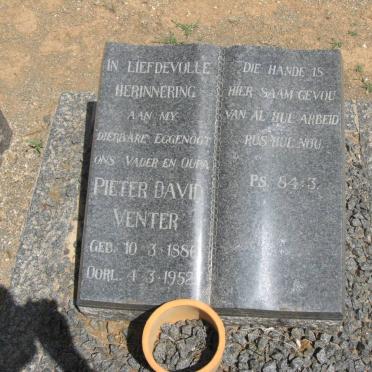 IN LIEFDEVOLLE
HERINNERING
AAN MY
DIERBARE EGGENOOT
ONS VADER EN OUPA
PIETER DAVID
VENTER
GEB. 10-3-1886
OORL. 4-3-1952
DIE HANDE IS
HIER SAAM GEVOU
VAN AL HUL ARBEID
RUS HUL NOU
PS. 84:3.